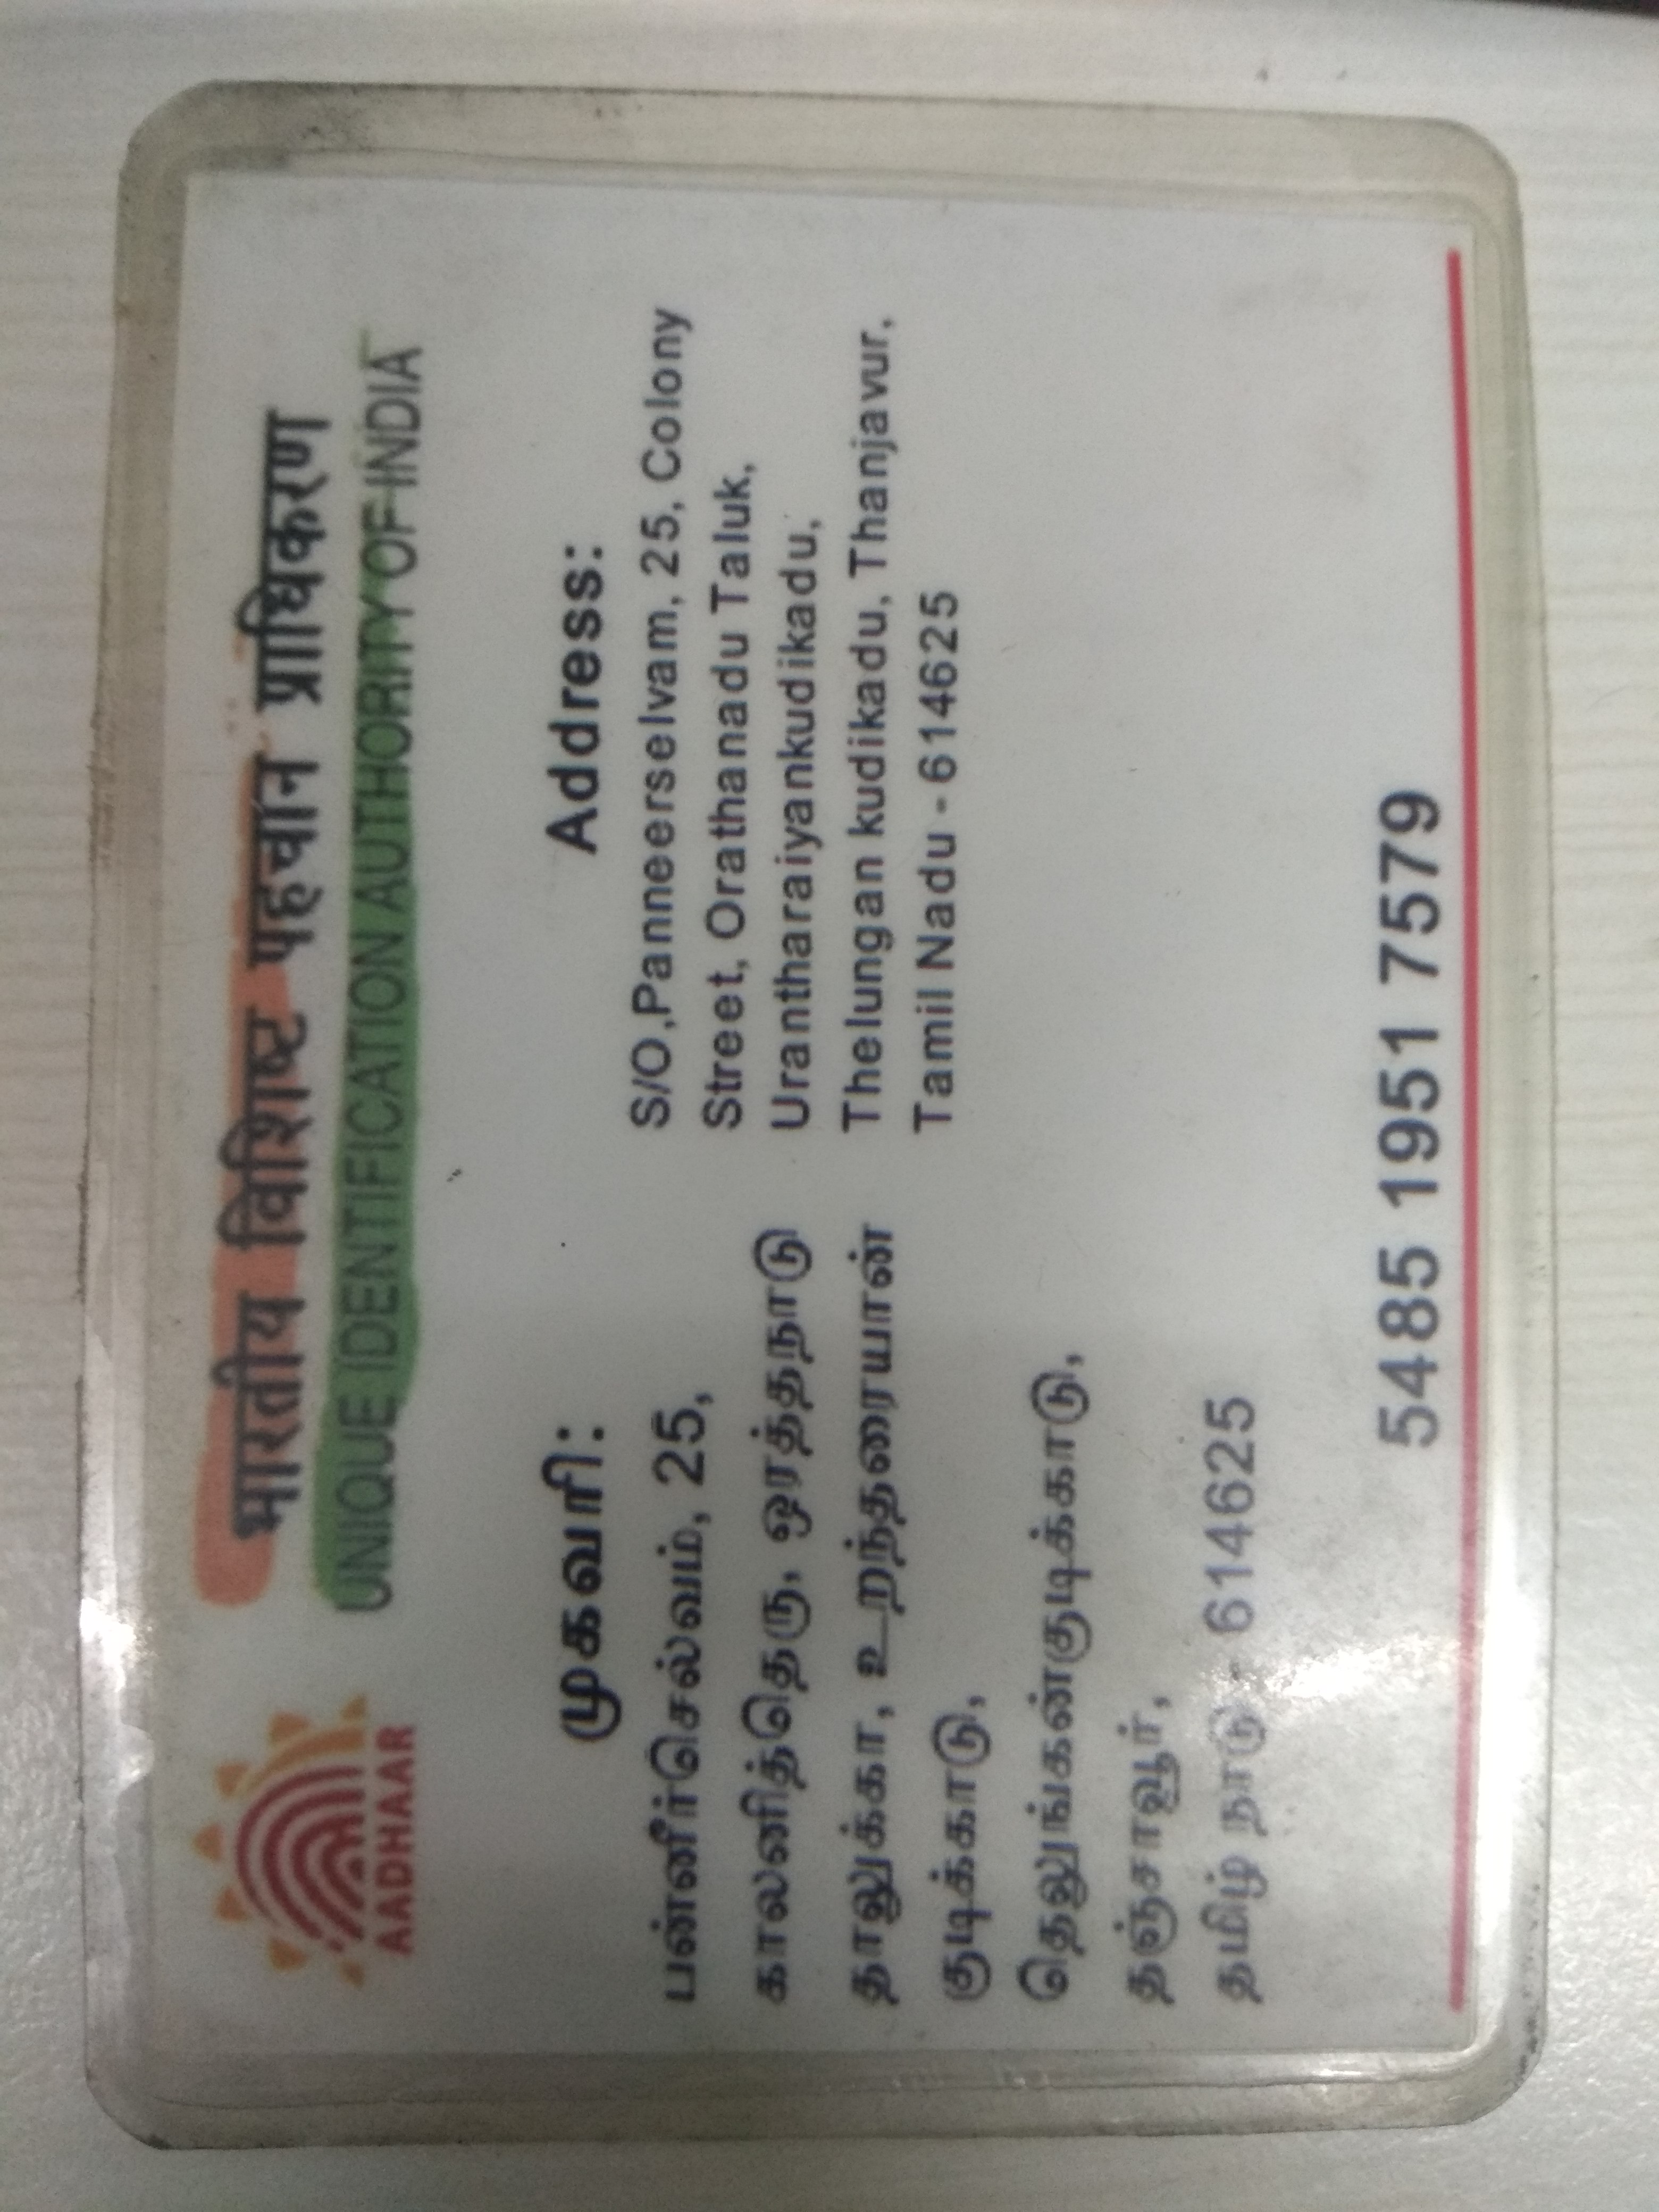 भारतीय विशिष्ट पहचान प्राधिकरण
UNIQUE IDENTIFICATION AUTHORITY OF INDIA
AADHAAR
முகவரி:
பன்னீர்செல்வம், 25,
காலனித்தெரு, ஒரத்தநாடு
தாலுக்கா, உறந்தரையான்
குடிக்காடு,
தெலுங்கன்குடிக்காடு,
தஞ்சாவூர்,
தமிழ் நாடு - 614625
Address:
S/O,Panneerselvam, 25, Colony
Street, Orathanadu Taluk,
Urantharaiyankudikadu,
Thelungan kudikadu, Thanjavur,
Tamil Nadu - 614625
5485 1951 7579